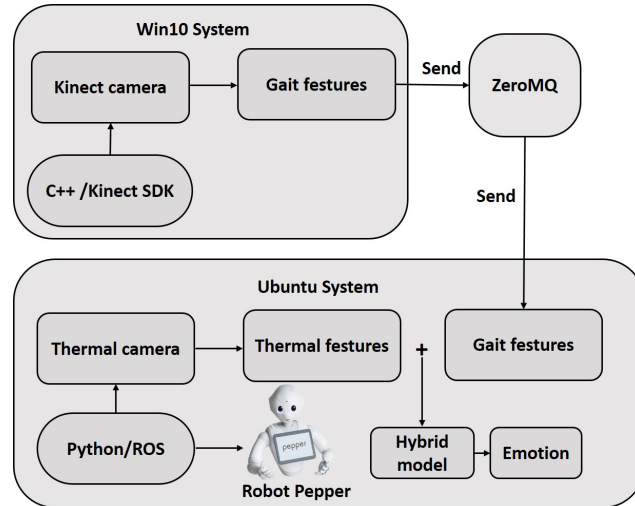 Win10 System
Kinect camera
Gait festures
Send
ZeroMQ
C++ /Kinect SDK
Send
Ubuntu System
Thermal camera
Thermal festures
+
Gait festures
Python/ROS
pepper
Robot Pepper
Hybrid
model
Emotion